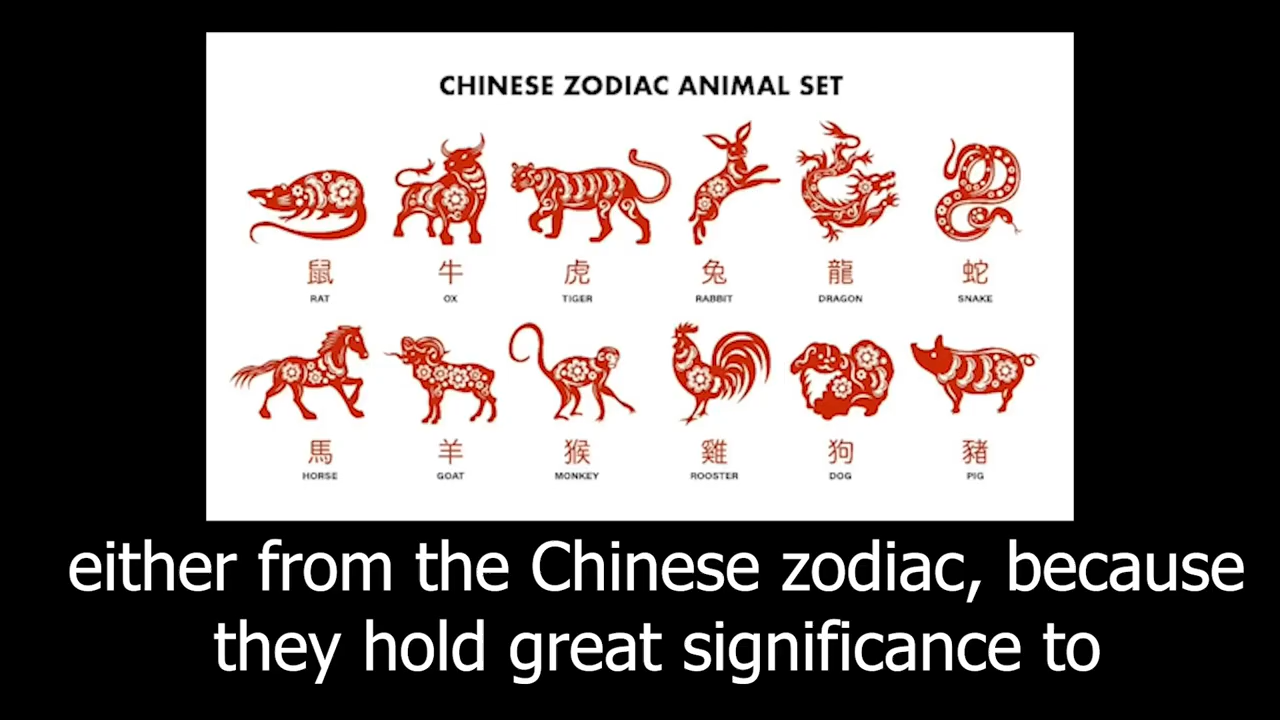 CHINESE ZODIAC ANIMAL SET
鼠 牛 虎 兔 龍 蛇
RAT OX TIGER RABBIT DRAGON SNAKE
馬 羊 猴 雞 狗 豬
HORSE GOAT MONKEY ROOSTER DOG PIG
either from the Chinese zodiac, because
they hold great significance to